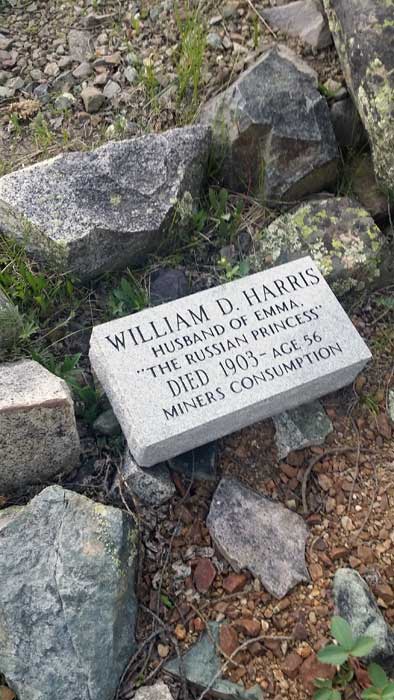 WILLIAM D. HARRIS
HUSBAND OF EMMA,
"THE RUSSIAN PRINCESS"
DIED 1903- AGE 56
MINERS CONSUMPTION